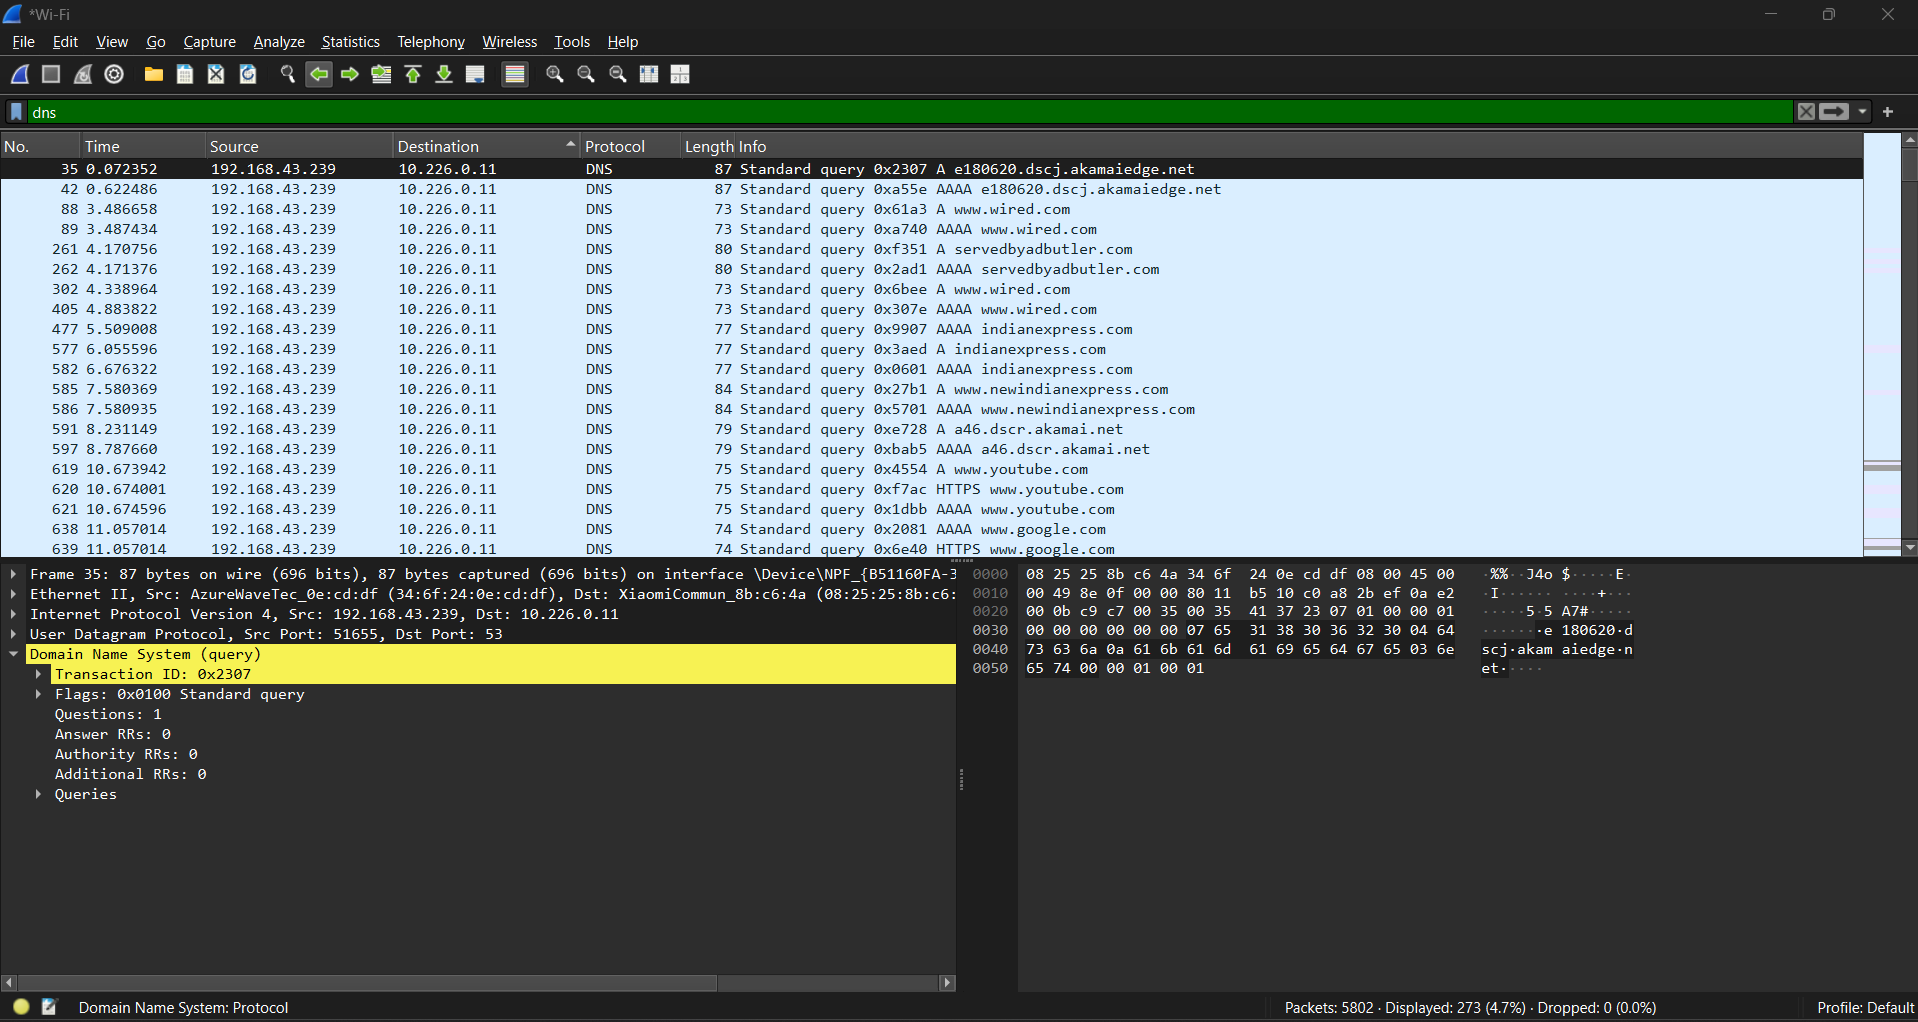 *Wi-Fi
File Edit View Go Capture Analyze Statistics Telephony Wireless Tools Help
dns
No. Time Source Destination Protocol Length Info
35 0.072352 192.168.43.239 10.226.0.11 DNS 87 Standard query 0x2307 A e180620.dscj.akamaiedge.net
42 0.622486 192.168.43.239 10.226.0.11 DNS 87 Standard query 0xa55e AAAA e180620.dscj.akamaiedge.net
88 3.486658 192.168.43.239 10.226.0.11 DNS 73 Standard query 0x61a3 A www.wired.com
89 3.487434 192.168.43.239 10.226.0.11 DNS 73 Standard query 0xa740 AAAA www.wired.com
261 4.170756 192.168.43.239 10.226.0.11 DNS 80 Standard query 0xf351 A servedbyadbutler.com
262 4.171376 192.168.43.239 10.226.0.11 DNS 80 Standard query 0x2ad1 AAAA servedbyadbutler.com
302 4.338964 192.168.43.239 10.226.0.11 DNS 73 Standard query 0x6bee A www.wired.com
405 4.883822 192.168.43.239 10.226.0.11 DNS 73 Standard query 0x307e AAAA www.wired.com
477 5.509008 192.168.43.239 10.226.0.11 DNS 77 Standard query 0x9907 AAAA indianexpress.com
577 6.055596 192.168.43.239 10.226.0.11 DNS 77 Standard query 0x3aed A indianexpress.com
582 6.676322 192.168.43.239 10.226.0.11 DNS 77 Standard query 0x0601 AAAA indianexpress.com
585 7.580369 192.168.43.239 10.226.0.11 DNS 84 Standard query 0x27b1 A www.newindianexpress.com
586 7.580935 192.168.43.239 10.226.0.11 DNS 84 Standard query 0x5701 AAAA www.newindianexpress.com
591 8.231149 192.168.43.239 10.226.0.11 DNS 79 Standard query 0xe728 A a46.dscr.akamai.net
597 8.787660 192.168.43.239 10.226.0.11 DNS 79 Standard query 0xbab5 AAAA a46.dscr.akamai.net
619 10.673942 192.168.43.239 10.226.0.11 DNS 75 Standard query 0x4554 A www.youtube.com
620 10.674001 192.168.43.239 10.226.0.11 DNS 75 Standard query 0xf7ac HTTPS www.youtube.com
621 10.674596 192.168.43.239 10.226.0.11 DNS 75 Standard query 0x1dbb AAAA www.youtube.com
638 11.057014 192.168.43.239 10.226.0.11 DNS 74 Standard query 0x2081 AAAA www.google.com
639 11.057014 192.168.43.239 10.226.0.11 DNS 74 Standard query 0x6e40 HTTPS www.google.com
Frame 35: 87 bytes on wire (696 bits), 87 bytes captured (696 bits) on interface \Device\NPF_{B51160FA-3
Ethernet II, Src: AzureWaveTec_0e:cd:df (34:6f:24:0e:cd:df), Dst: XiaomiCommun_8b:c6:4a (08:25:25:8b:c6:
Internet Protocol Version 4, Src: 192.168.43.239, Dst: 10.226.0.11
User Datagram Protocol, Src Port: 51655, Dst Port: 53
Domain Name System (query)
Transaction ID: 0x2307
Flags: 0x0100 Standard query
Questions: 1
Answer RRs: 0
Authority RRs: 0
Additional RRs: 0
Queries
0000 08 25 25 8b c6 4a 34 6f 24 0e cd df 08 00 45 00 ·%%··J4o $·····E·
0010 00 49 8e 0f 00 00 80 11 b5 10 c0 a8 2b ef 0a e2 ·I······ ····+···
0020 00 0b c9 c7 00 35 00 35 41 37 23 07 01 00 00 01 ·····5·5 A7#·····
0030 00 00 00 00 00 00 07 65 31 38 30 36 32 30 04 64 ·······e 180620·d
0040 73 63 6a 0a 61 6b 61 6d 61 69 65 64 67 65 03 6e scj·akam aiedge·n
0050 65 74 00 00 01 00 01 et·····
Domain Name System: Protocol
Packets: 5802 · Displayed: 273 (4.7%) · Dropped: 0 (0.0%)
Profile: Default